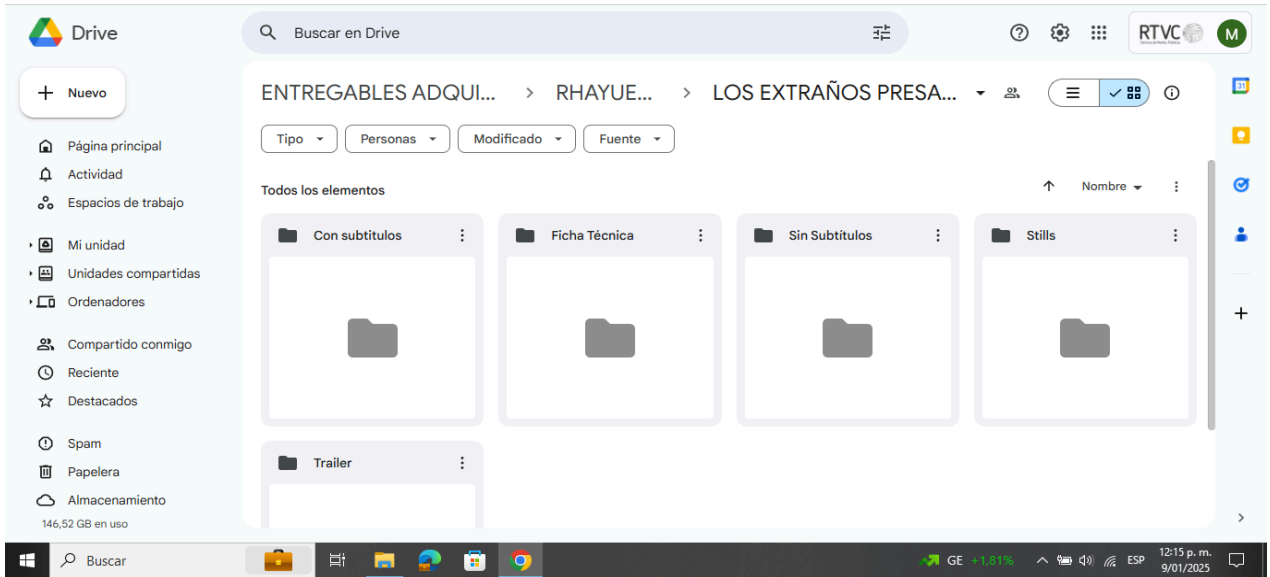 Drive
Buscar en Drive
RTVC
M
Nuevo
ENTREGABLES ADQUI... > RHAYUE... > LOS EXTRAÑOS PRESA...
31
Tipo
Personas
Modificado
Fuente
Página principal
Actividad
Espacios de trabajo
Todos los elementos
Nombre
Mi unidad
Unidades compartidas
Ordenadores
Con subtitulos
Ficha Técnica
Sin Subtítulos
Stills
Compartido conmigo
Reciente
Destacados
Spam
Papelera
Almacenamiento
146,52 GB en uso
Trailer
Buscar
GE +1,81%
ESP
12:15 p. m.
9/01/2025